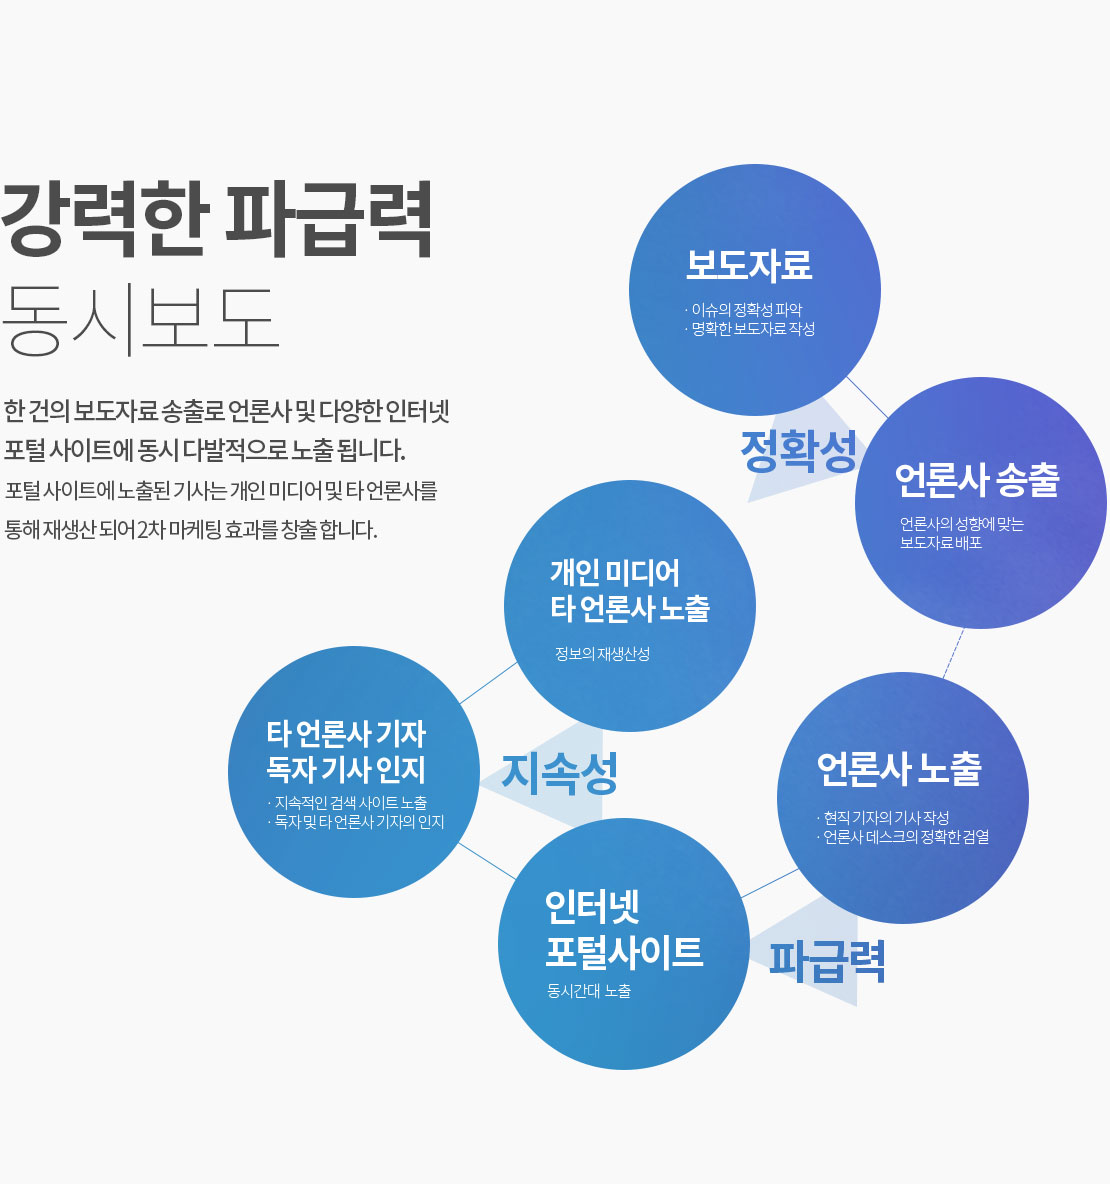 강력한 파급력
동시보도
한 건의 보도자료 송출로 언론사 및 다양한 인터넷
포털 사이트에 동시 다발적으로 노출 됩니다.
포털 사이트에 노출된 기사는 개인 미디어 및 타 언론사를
통해 재생산 되어 2차 마케팅 효과를 창출 합니다.
보도자료
· 이슈의 정확성 파악
· 명확한 보도자료 작성
정확성
언론사 송출
언론사의 성향에 맞는
보도자료 배포
언론사 노출
· 현직 기자의 기사 작성
· 언론사 데스크의 정확한 검열
파급력
인터넷
포털사이트
동시간대 노출
지속성
타 언론사 기자
독자 기사 인지
· 지속적인 검색 사이트 노출
· 독자 및 타 언론사 기자의 인지
개인 미디어
타 언론사 노출
정보의 재생산성